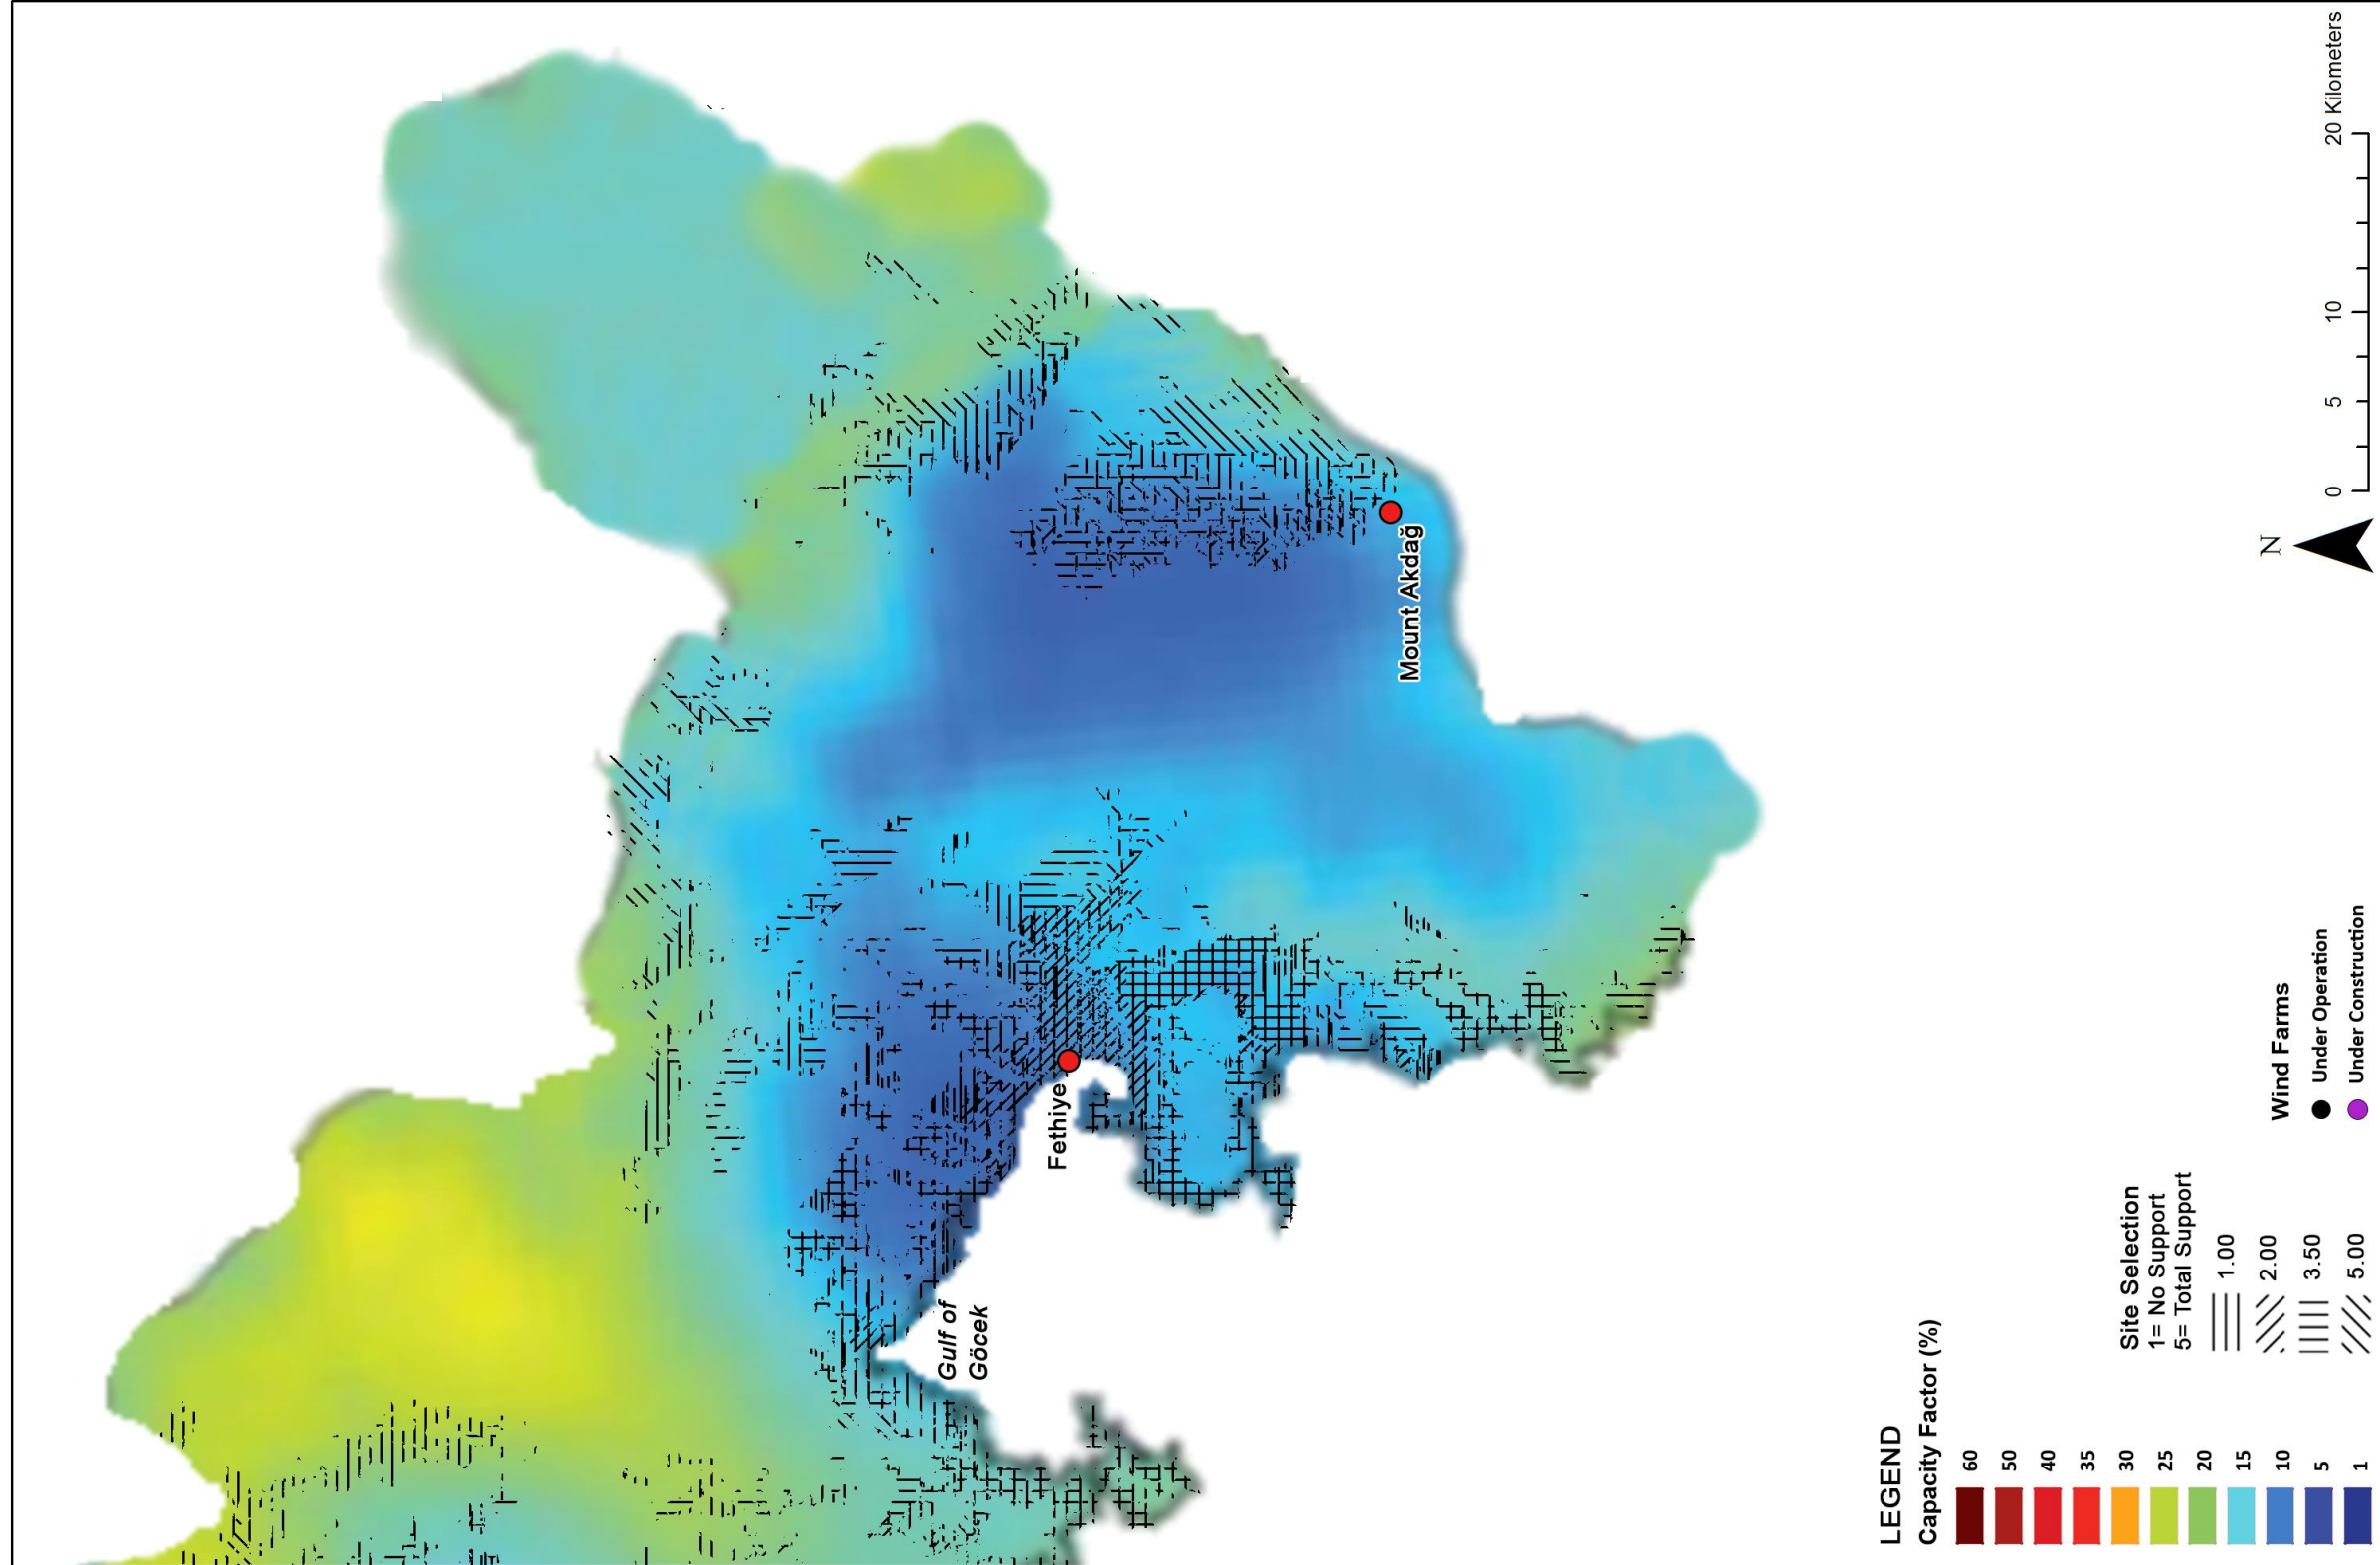 Gulf of
Göcek
Fethiye
Mount Akdağ
LEGEND
Capacity Factor (%)
60
50
40
35
30
25
20
15
10
5
1
Site Selection
1= No Support
5= Total Support
1.00
2.00
3.50
5.00
Wind Farms
Under Operation
Under Construction
N
0 5 10 20 Kilometers